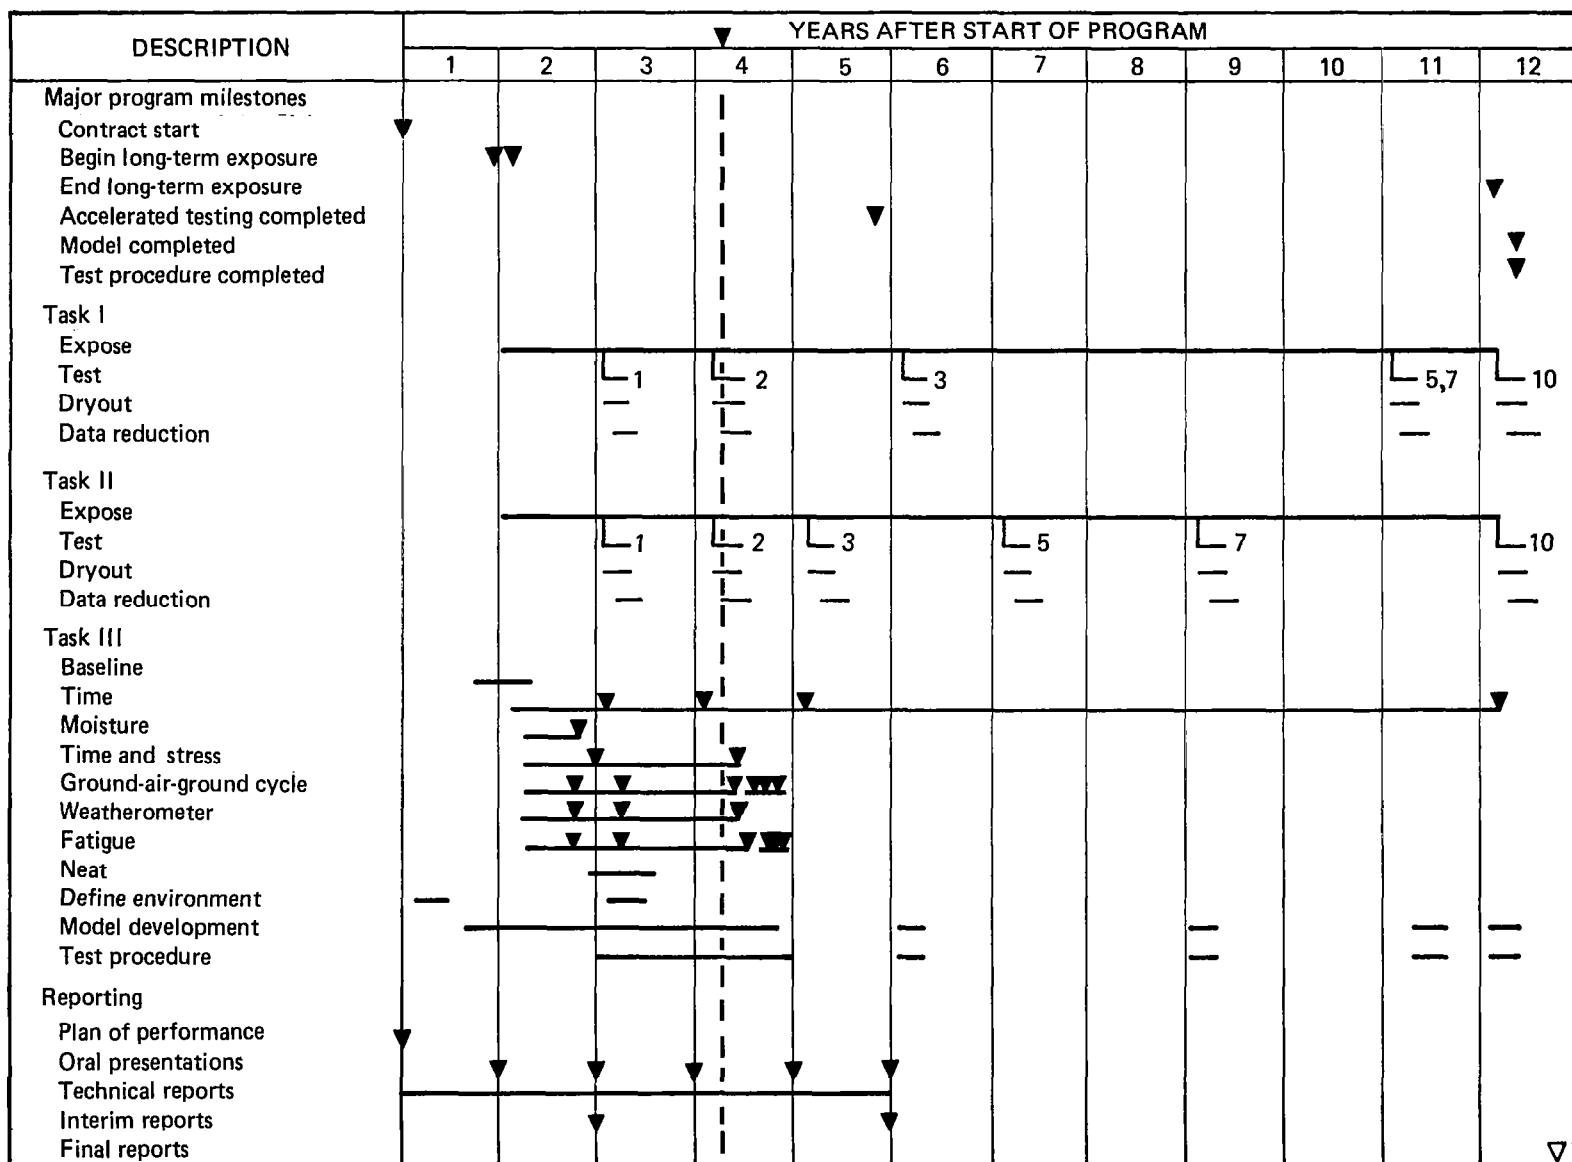 DESCRIPTION
YEARS AFTER START OF PROGRAM
1 2 3 4 5 6 7 8 9 10 11 12
Major program milestones
Contract start
Begin long-term exposure
End long-term exposure
Accelerated testing completed
Model completed
Test procedure completed
Task I
Expose
Test 1 2 3 5,7 10
Dryout
Data reduction
Task II
Expose
Test 1 2 3 5 7 10
Dryout
Data reduction
Task III
Baseline
Time
Moisture
Time and stress
Ground-air-ground cycle
Weatherometer
Fatigue
Neat
Define environment
Model development
Test procedure
Reporting
Plan of performance
Oral presentations
Technical reports
Interim reports
Final reports